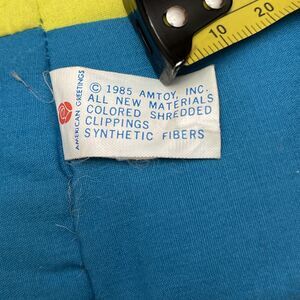 AMERICAN GREETINGS
© 1985 AMTOY, INC.
ALL NEW MATERIALS
COLORED SHREDDED
CLIPPINGS
SYNTHETIC FIBERS
10
20